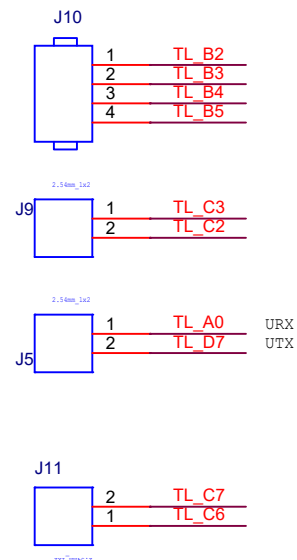 J10
1 TL_B2
2 TL_B3
3 TL_B4
4 TL_B5
2.54mm_1x2
J9
1 TL_C3
2 TL_C2
2.54mm_1x2
1 TL_A0 URX
2 TL_D7 UTX
J5
J11
2 TL_C7
1 TL_C6